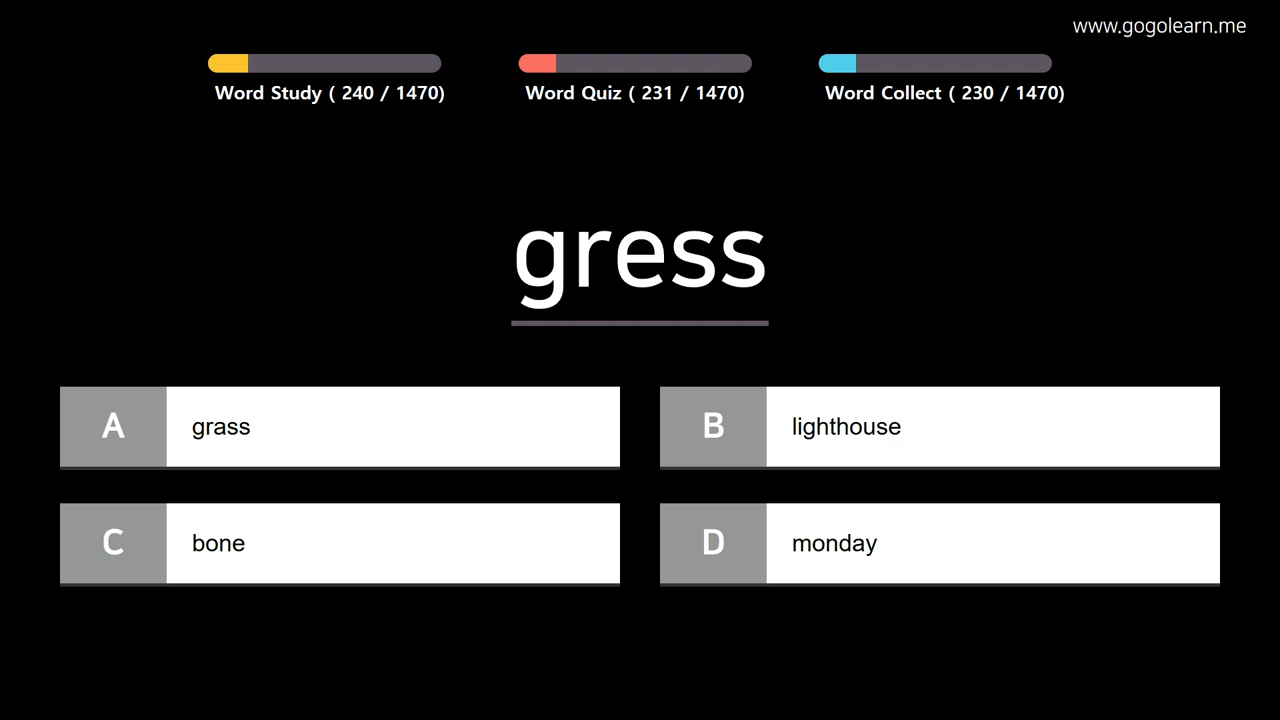 www.gogolearn.me
Word Study ( 240 / 1470)
Word Quiz ( 231 / 1470)
Word Collect ( 230 / 1470)
gress
A grass
B lighthouse
C bone
D monday